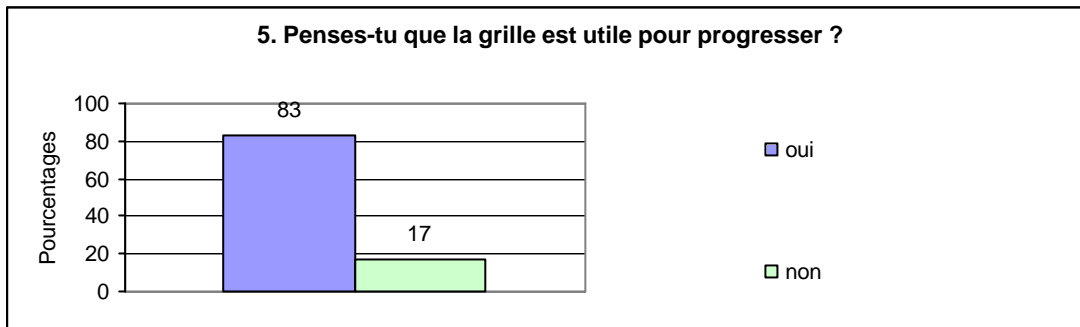 5. Penses-tu que la grille est utile pour progresser ?
Pourcentages
100
80
60
40
20
0
83
17
oui
non